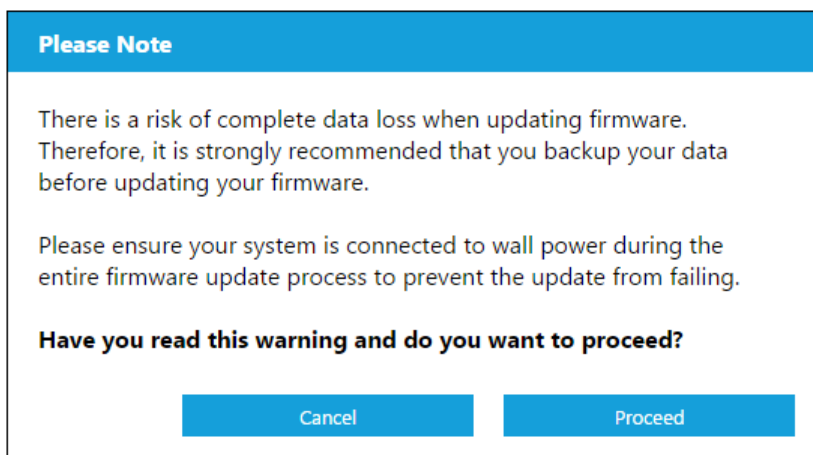 Please Note
There is a risk of complete data loss when updating firmware.
Therefore, it is strongly recommended that you backup your data
before updating your firmware.
Please ensure your system is connected to wall power during the
entire firmware update process to prevent the update from failing.
Have you read this warning and do you want to proceed?
Cancel
Proceed